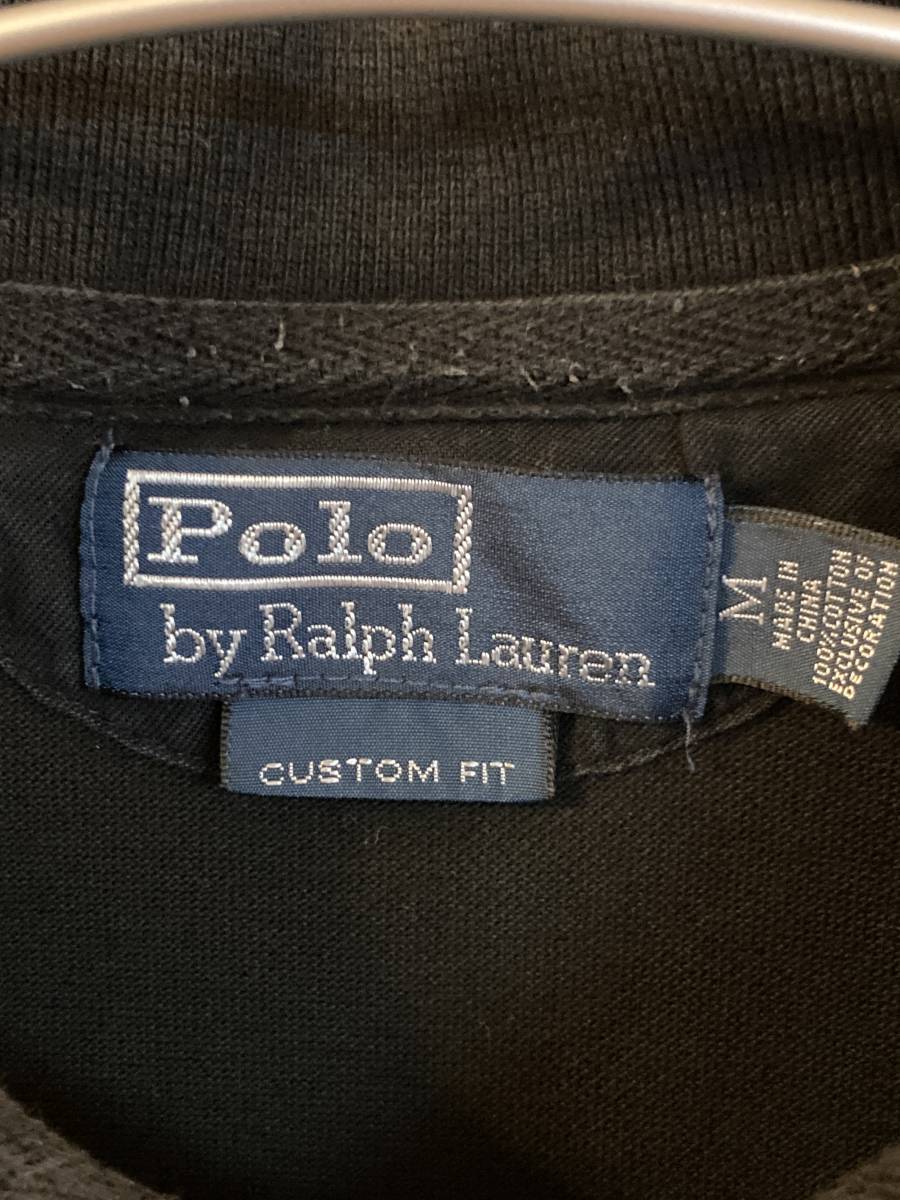 Polo
by Ralph Lauren
CUSTOM FIT
M
MADE IN
CHINA
100% COTTON
EXCLUSIVE OF
DECORATION